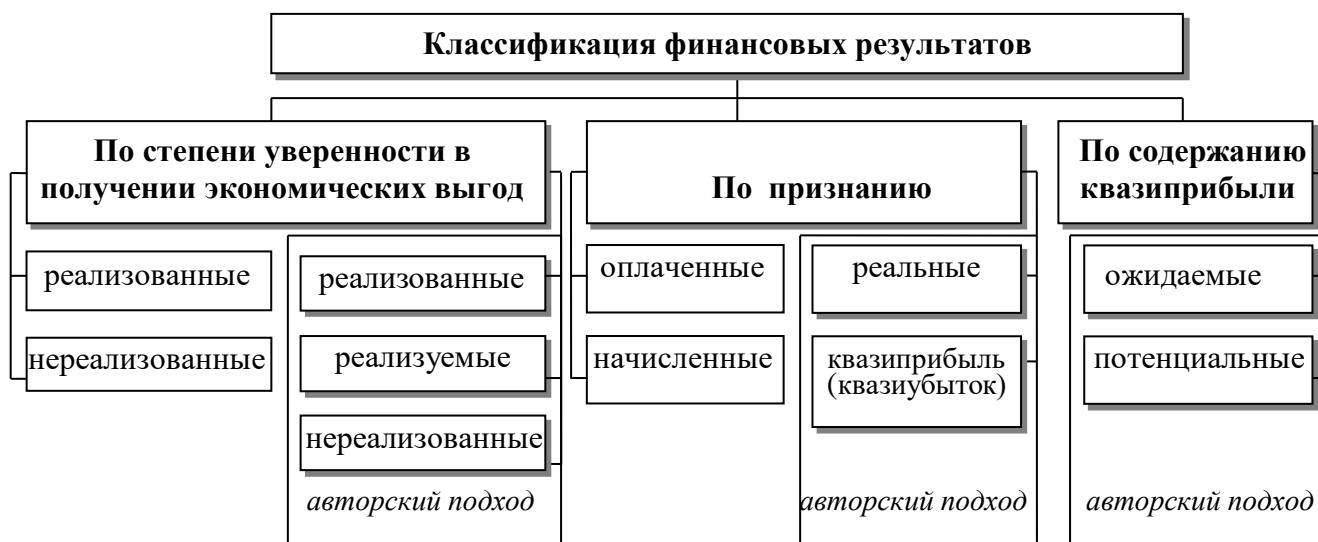 Классификация финансовых результатов
По степени уверенности в
получении экономических выгод
реализованные
нереализованные
реализованные
реализуемые
нереализованные
авторский подход
По признанию
оплаченные
начисленные
реальные
квазиприбыль
(квазиубыток)
авторский подход
По содержанию
квазиприбыли
ожидаемые
потенциальные
авторский подход